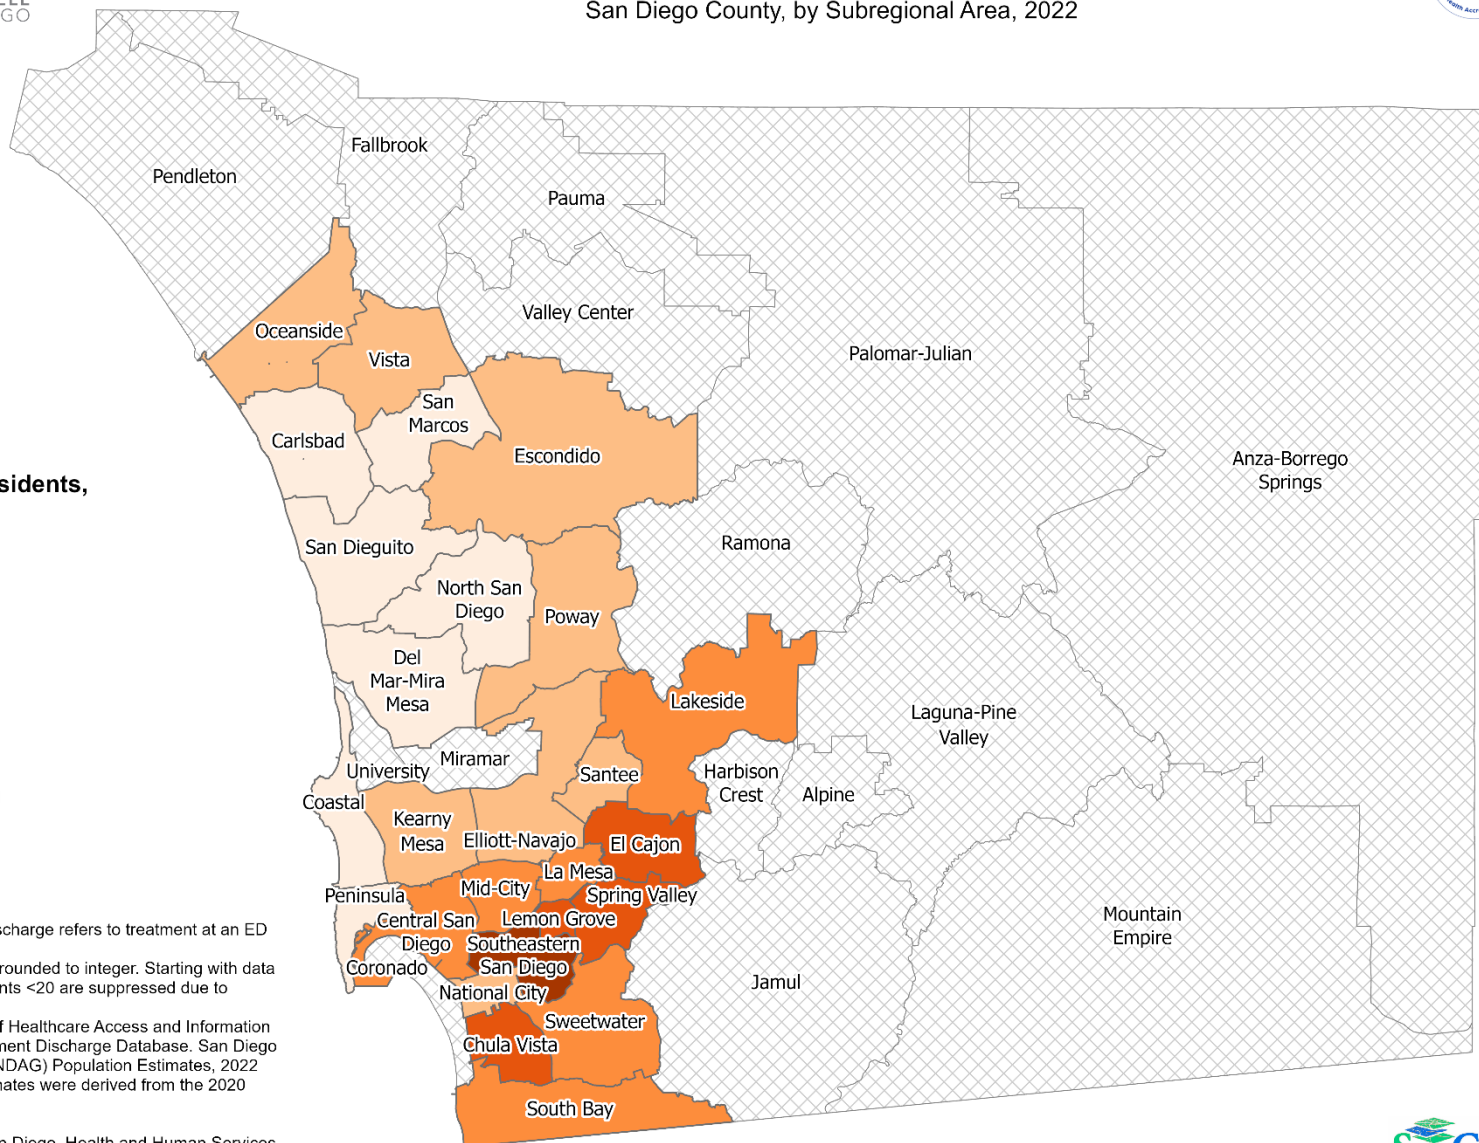 GO
San Diego County, by Subregional Area, 2022
Fallbrook
Pendleton
Pauma
Valley Center
Oceanside
Vista
Palomar-Julian
San
Marcos
Carlsbad
Escondido
Anza-Borrego
Springs
sidents,
San Dieguito
Ramona
North San
Diego
Poway
Del
Mar-Mira
Mesa
Lakeside
Laguna-Pine
Valley
Miramar
University
Santee
Harbison
Crest
Alpine
Coastal
Kearny
Mesa
Elliott-Navajo
El Cajon
La Mesa
Mid-City
Spring Valley
Peninsula
Central San
Diego
Lemon Grove
Southeastern
San Diego
Coronado
Mountain
Empire
Jamul
National City
Sweetwater
Chula Vista
South Bay
scharge refers to treatment at an ED
rounded to integer. Starting with data
nts <20 are suppressed due to
f Healthcare Access and Information
ment Discharge Database. San Diego
NDAG) Population Estimates, 2022
nates were derived from the 2020
n Diego, Health and Human Services